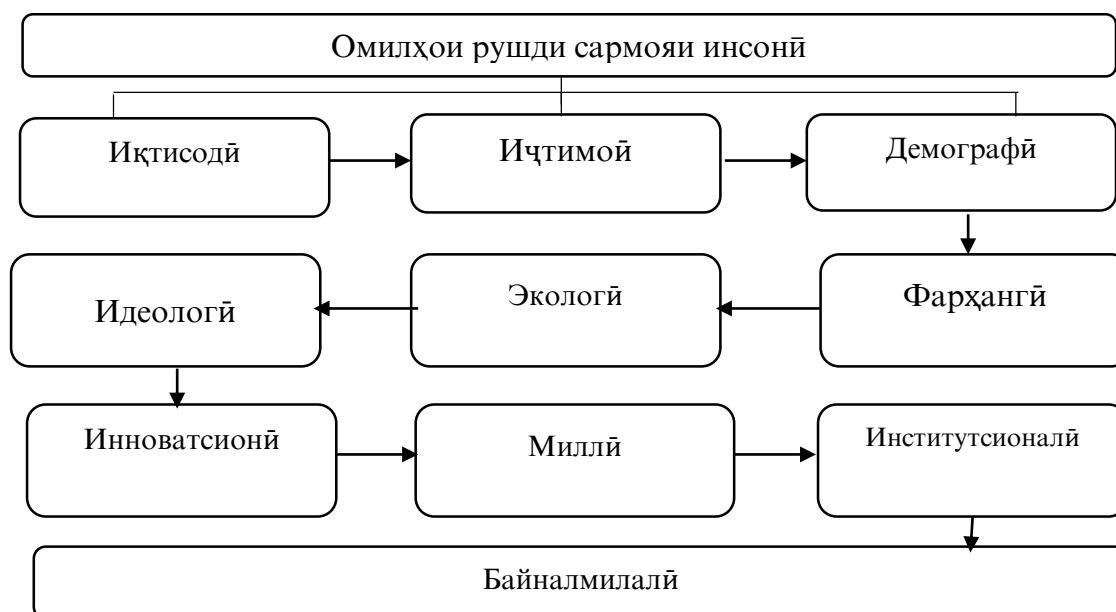 Омилҳои рушди сармояи инсонӣ
Иқтисодӣ
Иҷтимоӣ
Демографӣ
Фарҳангӣ
Экологӣ
Идеологӣ
Инноватсионӣ
Миллӣ
Институтсионалӣ
Байналмилалӣ